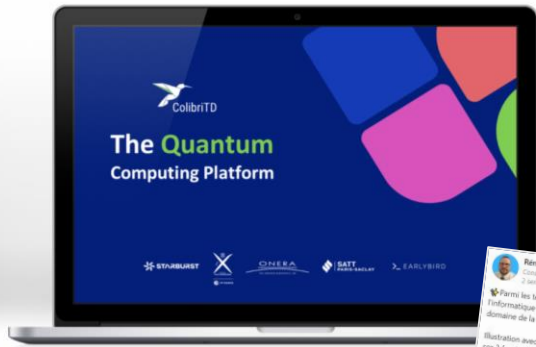 ColibriTD
The Quantum
Computing Platform
STARBURST
ONERA
SATT
PARIS-SACLAY
>_ EARLYBIRD
Parmi les
l'informatique
domaine de la
Illustration avec